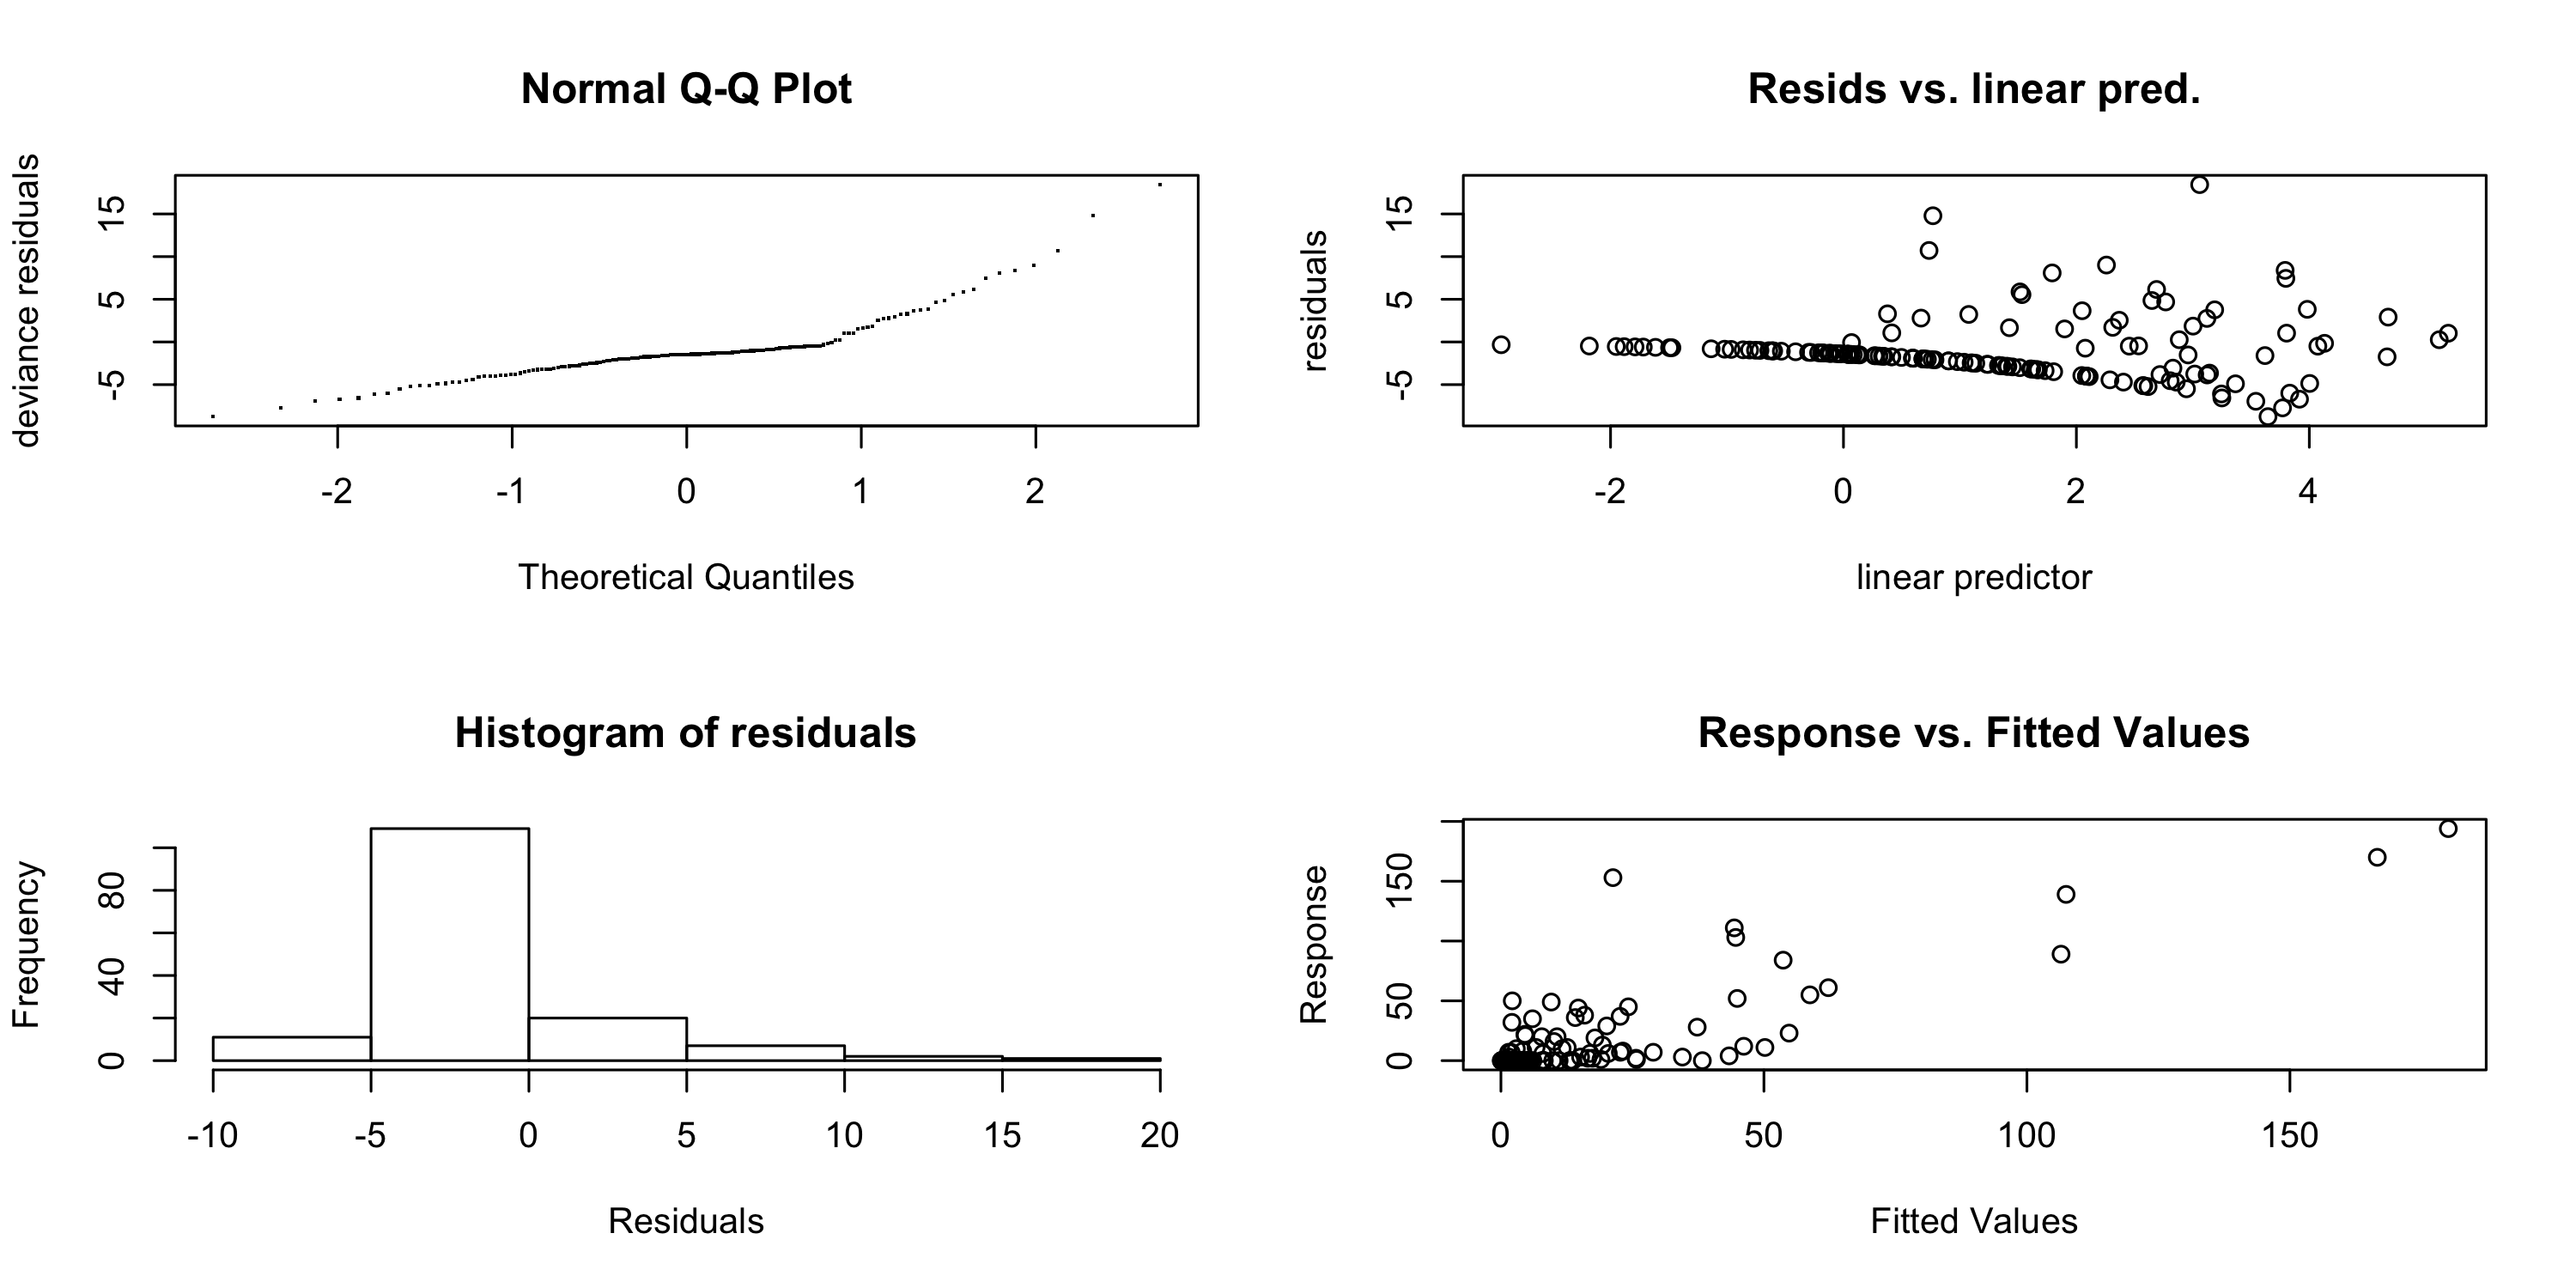 Normal Q-Q Plot
deviance residuals
-5 5 15
-2 -1 0 1 2
Theoretical Quantiles
Resids vs. linear pred.
residuals
-5 5 15
-2 0 2 4
linear predictor
Histogram of residuals
Frequency
0 40 80
-10 -5 0 5 10 15 20
Residuals
Response vs. Fitted Values
Response
0 50 150
0 50 100 150
Fitted Values